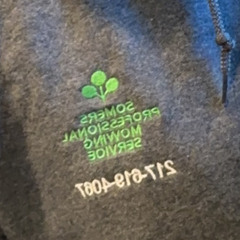 SOMERS
PROFESSIONAL
MOWING
SERVICE
217-619-4067